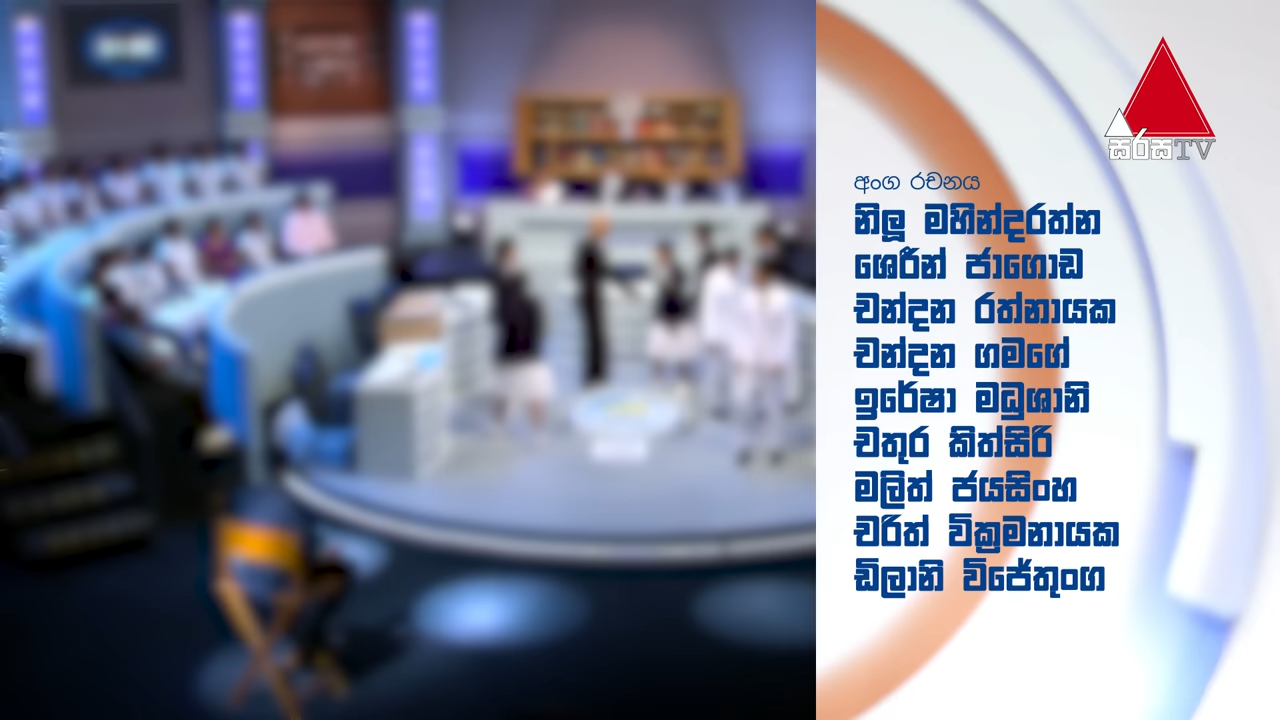 සිරස TV
අංග රචනය
නිලූ මහින්දරත්න
ශෙරීන් ජාගොඩ
චන්දන රත්නායක
චන්දන ගමගේ
ඉරේෂා මධුශානි
චතුර කිත්සිරි
මලිත් ජයසිංහ
චරිත් වික්‍රමනායක
ඩිලානි විජේතුංග